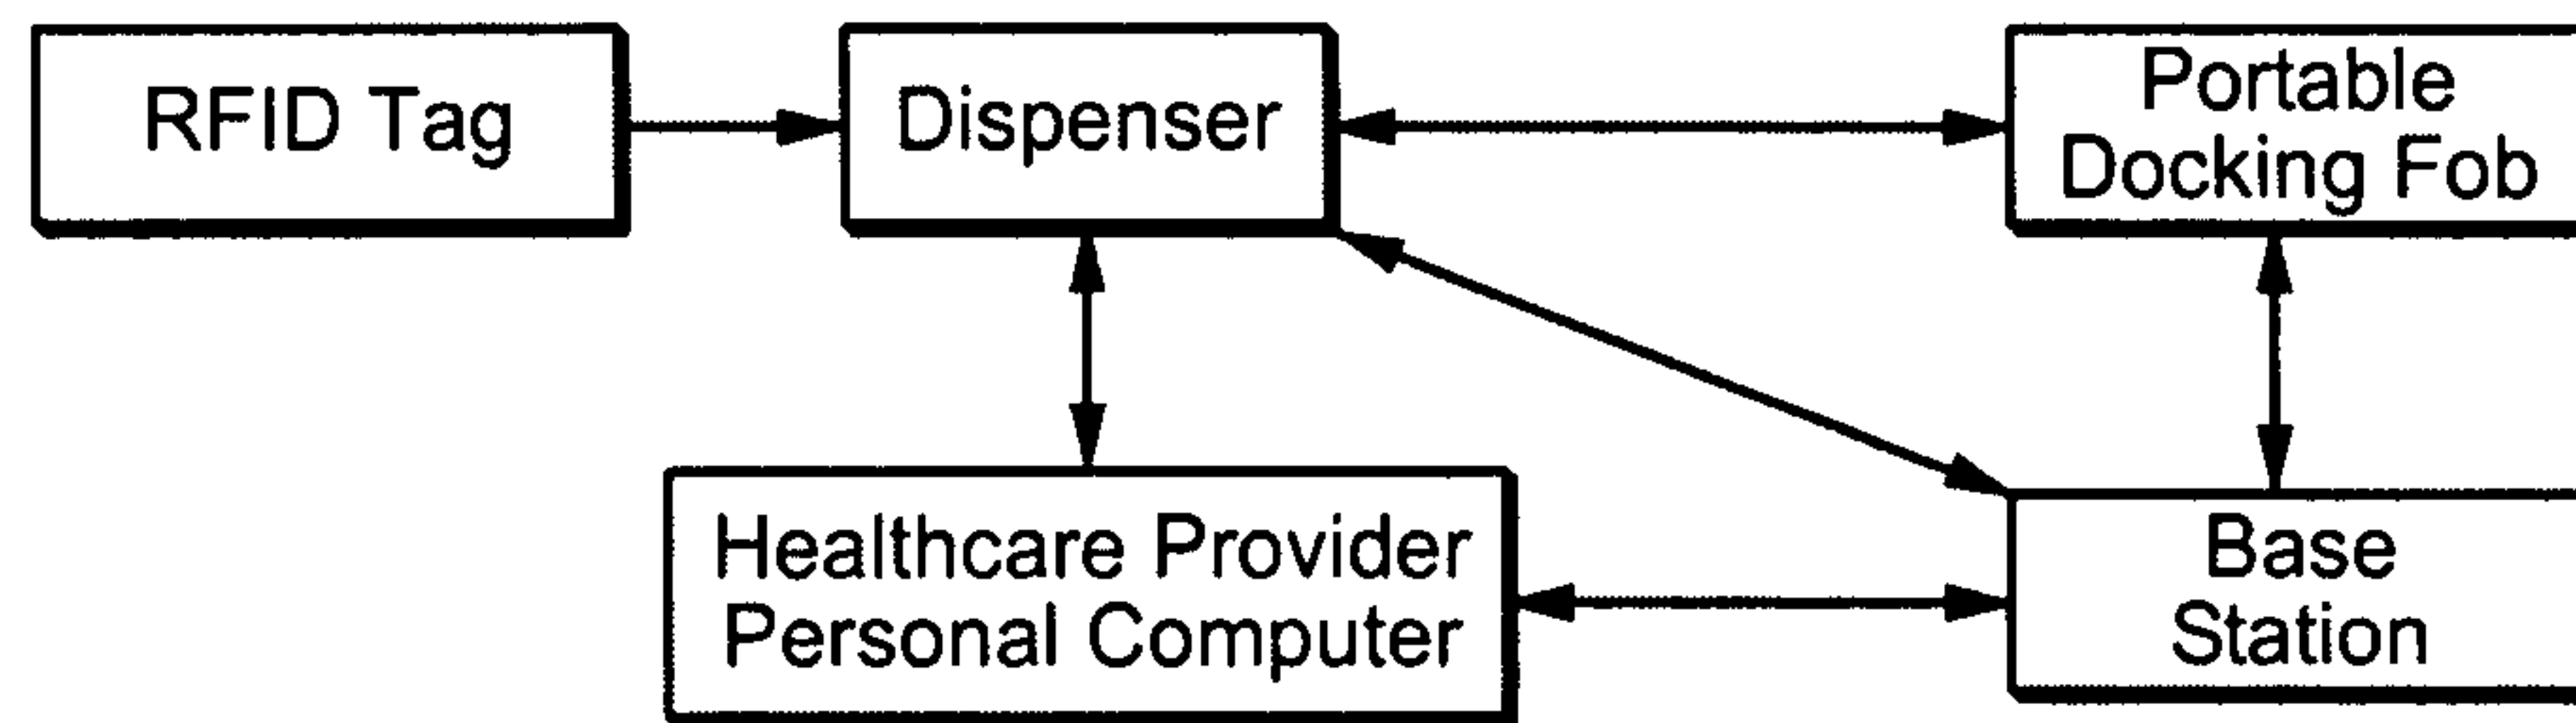 RFID Tag
Dispenser
Portable
Docking Fob
Healthcare Provider
Personal Computer
Base
Station